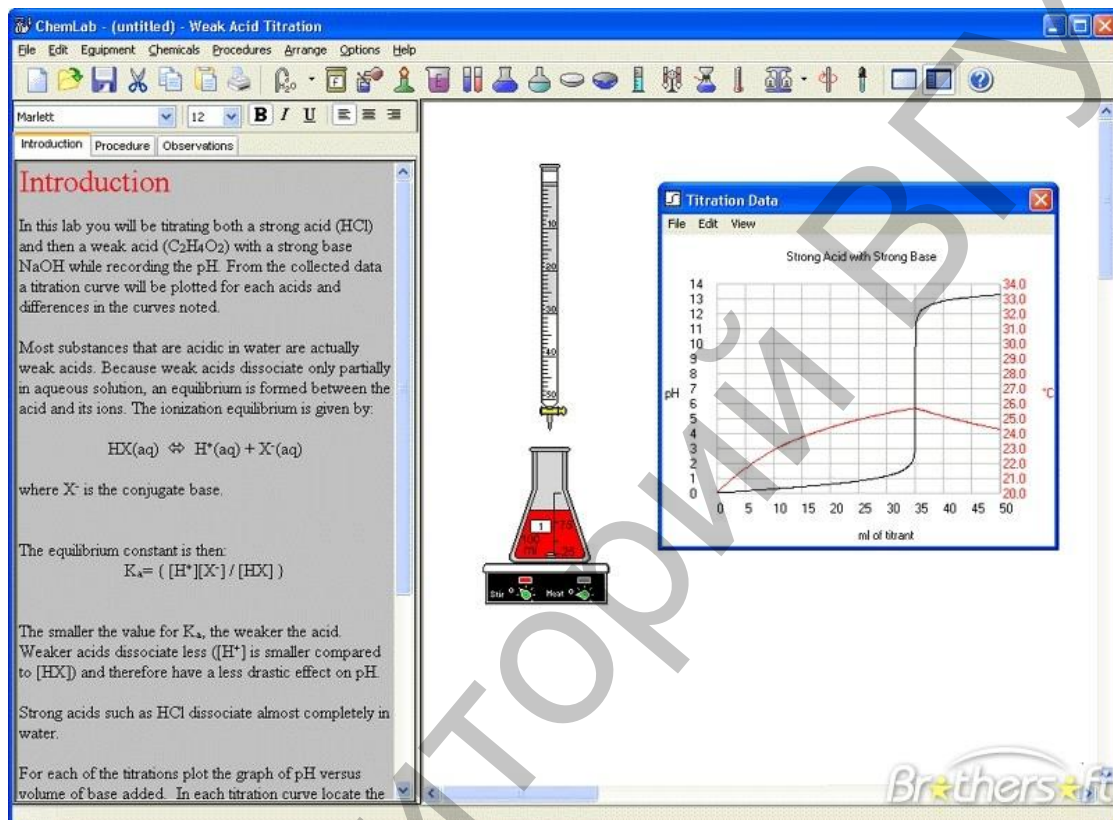 ChemLab - (untitled) - Weak Acid Titration
File Edit Equipment Chemicals Procedures Arrange Options Help
Marlett 12 B I U
Introduction Procedure Observations
Introduction
In this lab you will be titrating both a strong acid (HCl)
and then a weak acid (C2H4O2) with a strong base
NaOH while recording the pH. From the collected data
a titration curve will be plotted for each acids and
differences in the curves noted.
Most substances that are acidic in water are actually
weak acids. Because weak acids dissociate only partially
in aqueous solution, an equilibrium is formed between the
acid and its ions. The ionization equilibrium is given by:
HX(aq) ⇔ H⁺(aq) + X⁻(aq)
where X⁻ is the conjugate base.
The equilibrium constant is then:
Kₐ= ( [H⁺][X⁻] / [HX] )
The smaller the value for Kₐ, the weaker the acid.
Weaker acids dissociate less ([H⁺] is smaller compared
to [HX]) and therefore have a less drastic effect on pH.
Strong acids such as HCl dissociate almost completely in
water.
For each of the titrations plot the graph of pH versus
volume of base added. In each titration curve locate the
10
20
30
40
50
1
75
100
ml
25
Stir Heat
Titration Data
File Edit View
Strong Acid with Strong Base
14 34.0
13 33.0
12 32.0
11 31.0
10 30.0
9 29.0
8 28.0
pH 7 27.0 °C
6 26.0
5 25.0
4 24.0
3 23.0
2 22.0
1 21.0
0 20.0
0 5 10 15 20 25 30 35 40 45 50
ml of titrant
Brothersoft
ИТОРИЙ ВГУ